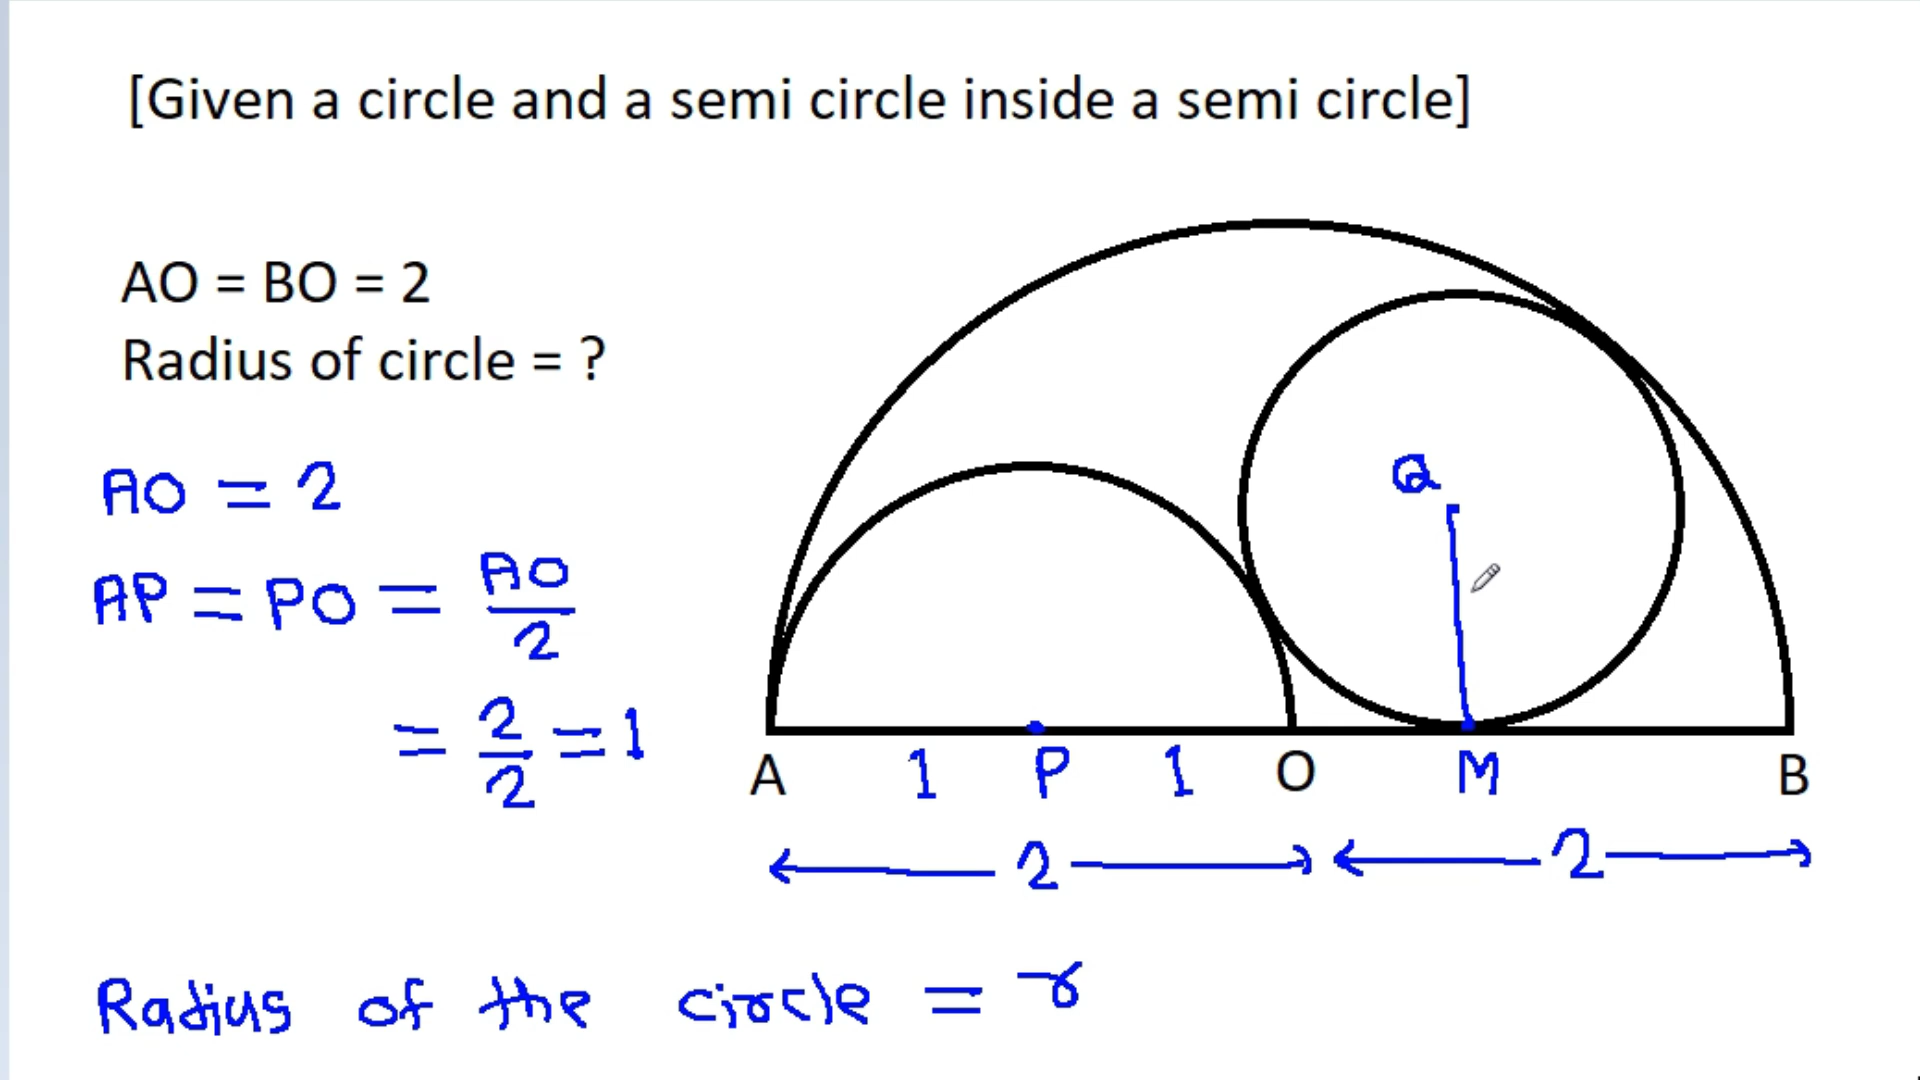 [Given a circle and a semi circle inside a semi circle]
AO = BO = 2
Radius of circle = ?
AO = 2
AP = PO = AO/2
= 2/2 = 1
Q
A 1 P 1 O M B
2 2
Radius of the circle = r